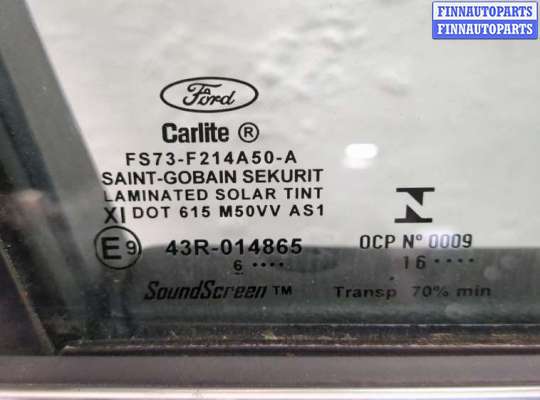 FINNAUTOPARTS
FINNAUTOPARTS
Ford
Carlite ®
FS73-F214A50-A
SAINT-GOBAIN SEKURIT
LAMINATED SOLAR TINT
XI DOT 615 M50VV AS1
N
E9 43R-014865 OCP Nº 0009
6 •••• 16 ••••
SoundScreen ™ Transp 70% min